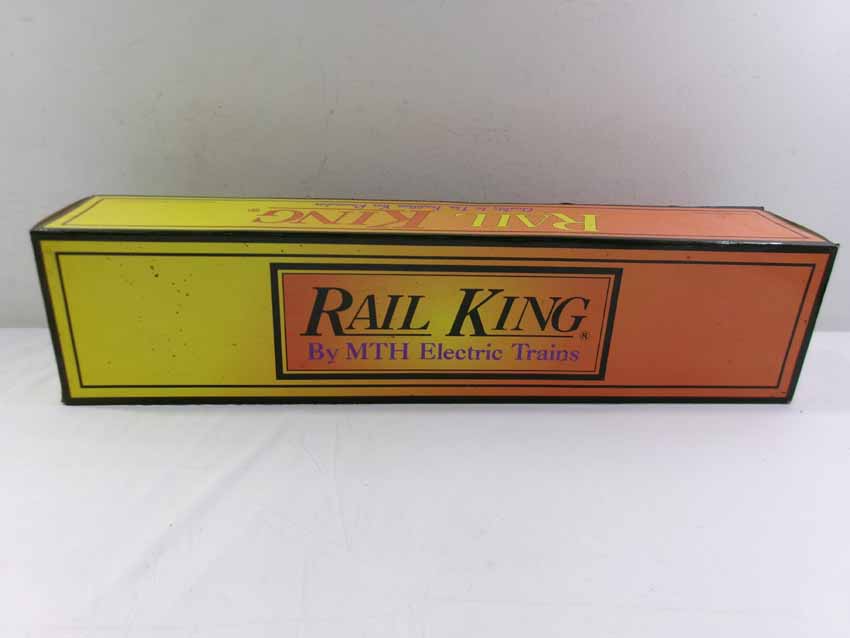 RAIL KING
RAIL KING ®
By MTH Electric Trains